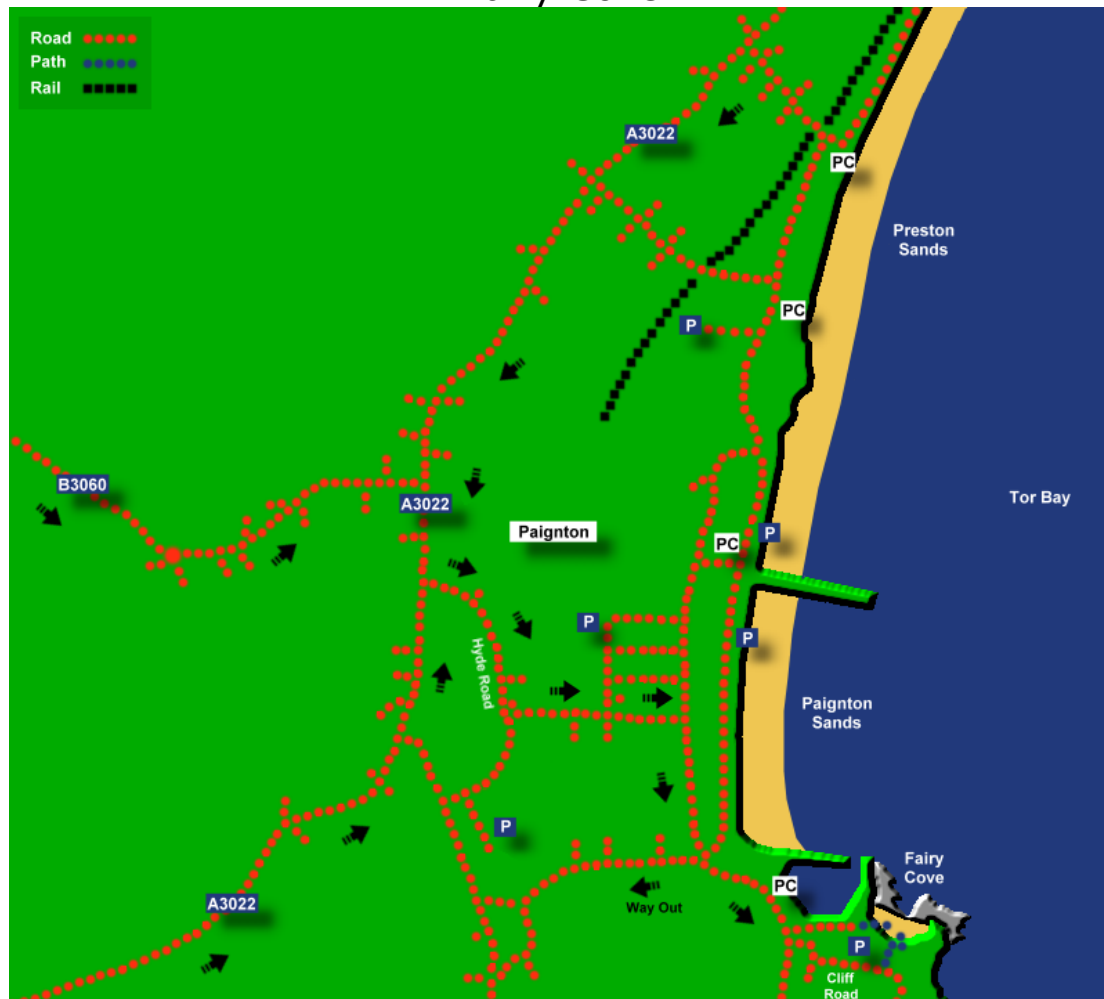 Road
Path
Rail
A3022
PC
Preston
Sands
PC
P
B3060
A3022
Tor Bay
Paignton
PC
P
P
P
Hyde Road
Paignton
Sands
P
Fairy
Cove
PC
A3022
Way Out
P
Cliff
Road